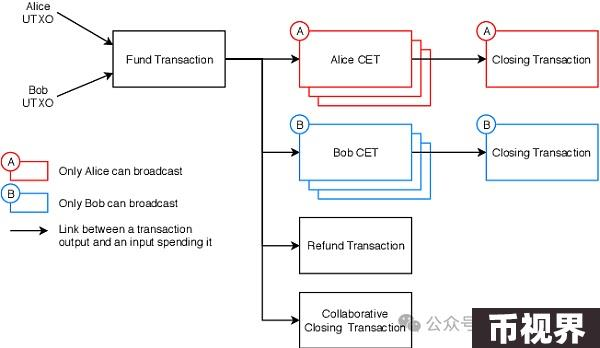 Alice
UTXO
Bob
UTXO
Fund Transaction
A
Alice CET
A
Closing Transaction
B
Bob CET
B
Closing Transaction
Refund Transaction
Collaborative
Closing Transaction
A
Only Alice can broadcast
B
Only Bob can broadcast
Link between a transaction
output and an input spending it
公众号
币视界